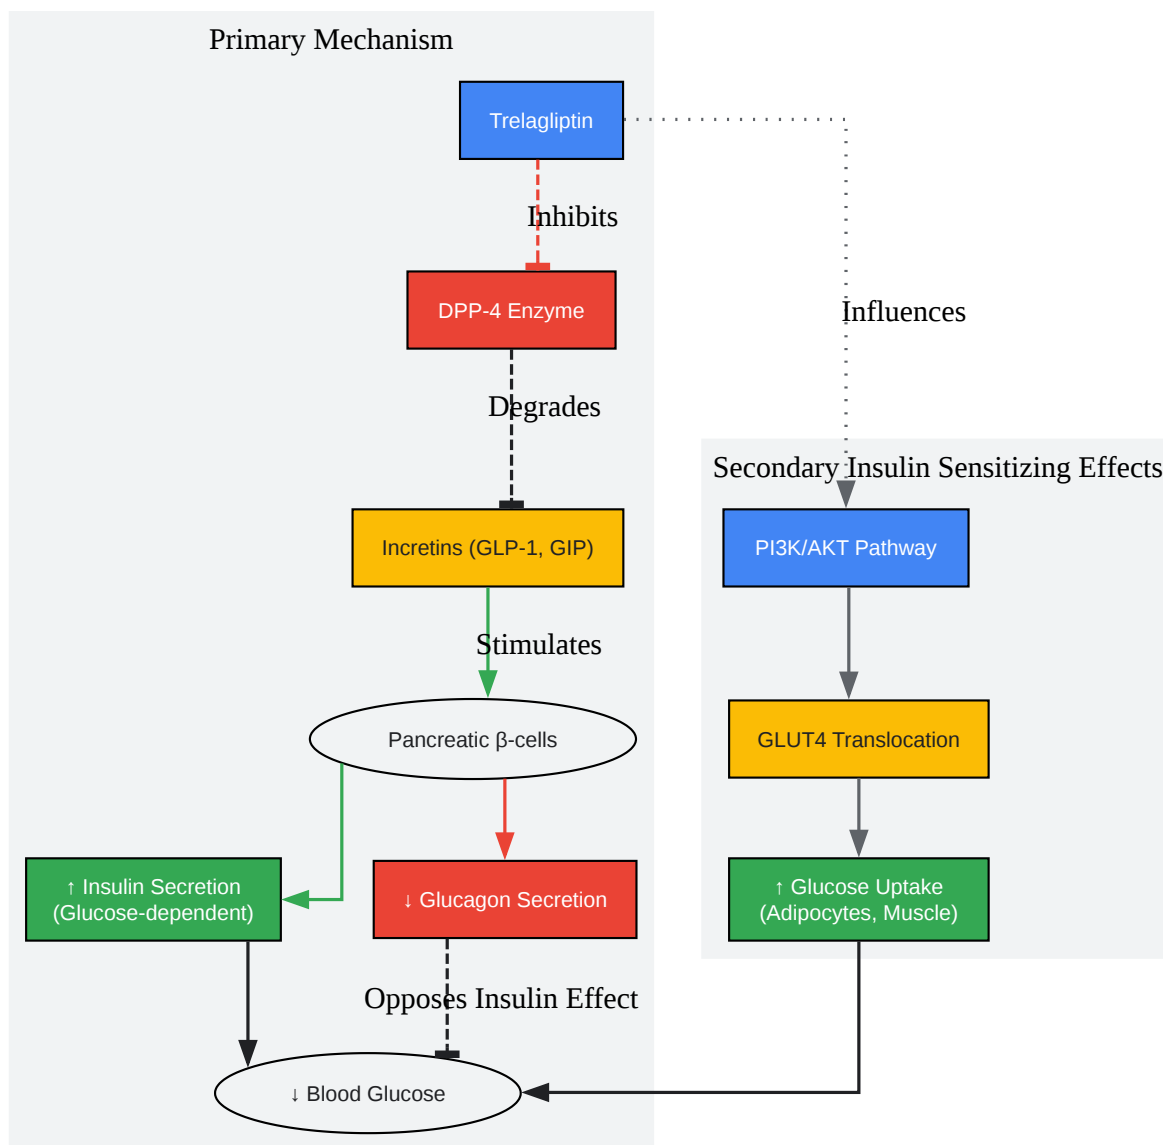 Primary Mechanism
Trelagliptin
Inhibits
DPP-4 Enzyme
Influences
Degrades
Secondary Insulin Sensitizing Effects
Incretins (GLP-1, GIP)
PI3K/AKT Pathway
Stimulates
Pancreatic β-cells
GLUT4 Translocation
↑ Insulin Secretion
(Glucose-dependent)
↓ Glucagon Secretion
↑ Glucose Uptake
(Adipocytes, Muscle)
Opposes Insulin Effect
↓ Blood Glucose